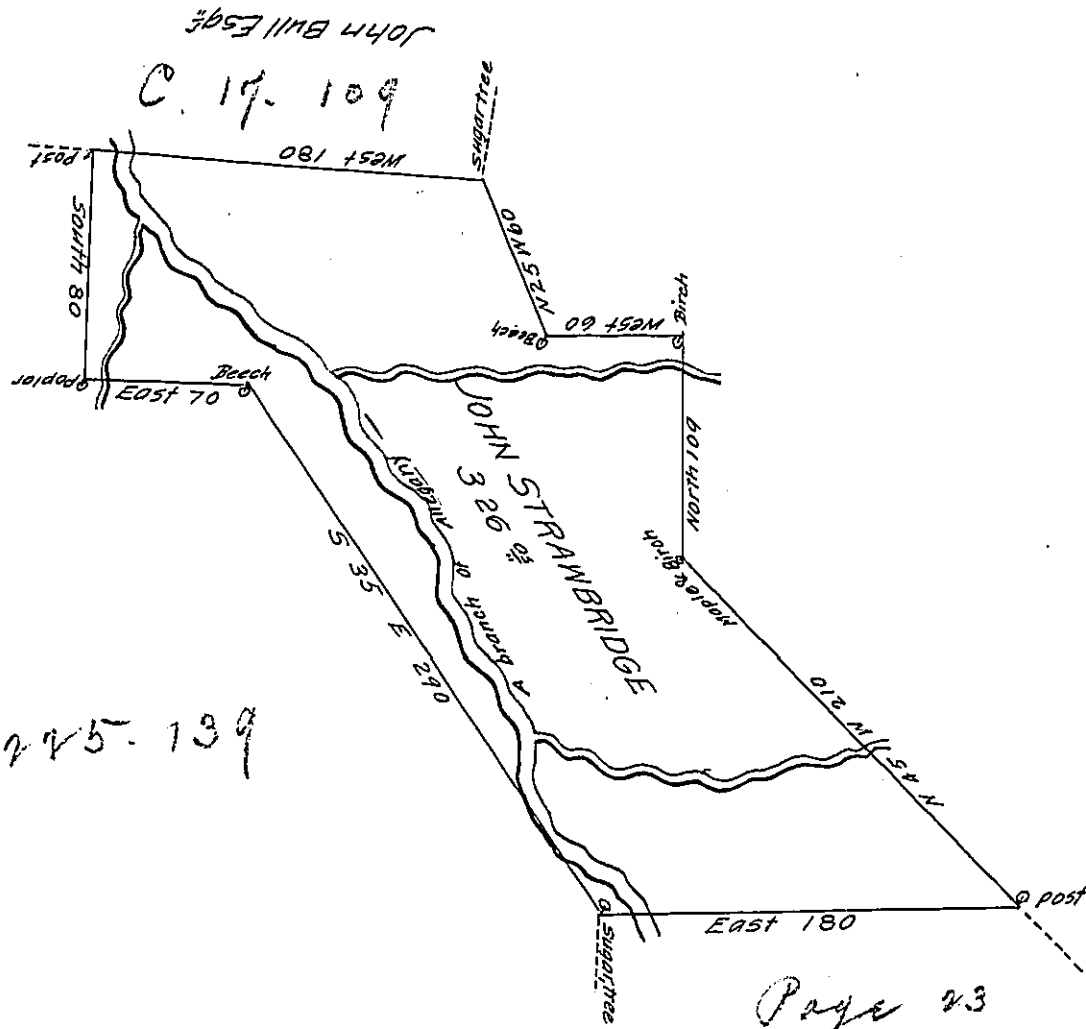 John Bull Esqr
C. 17. 109
sugartree
Post
West 180
South 80
N25W60
Birch
Beech
West 60
Poplar
East 70
Beech
North 109
JOHN STRAWBRIDGE
326
A branch of Allegany
Maple & Birch
S 35 E 290
N 45 W 210
139
Post
East 180
sugartree
Page 23